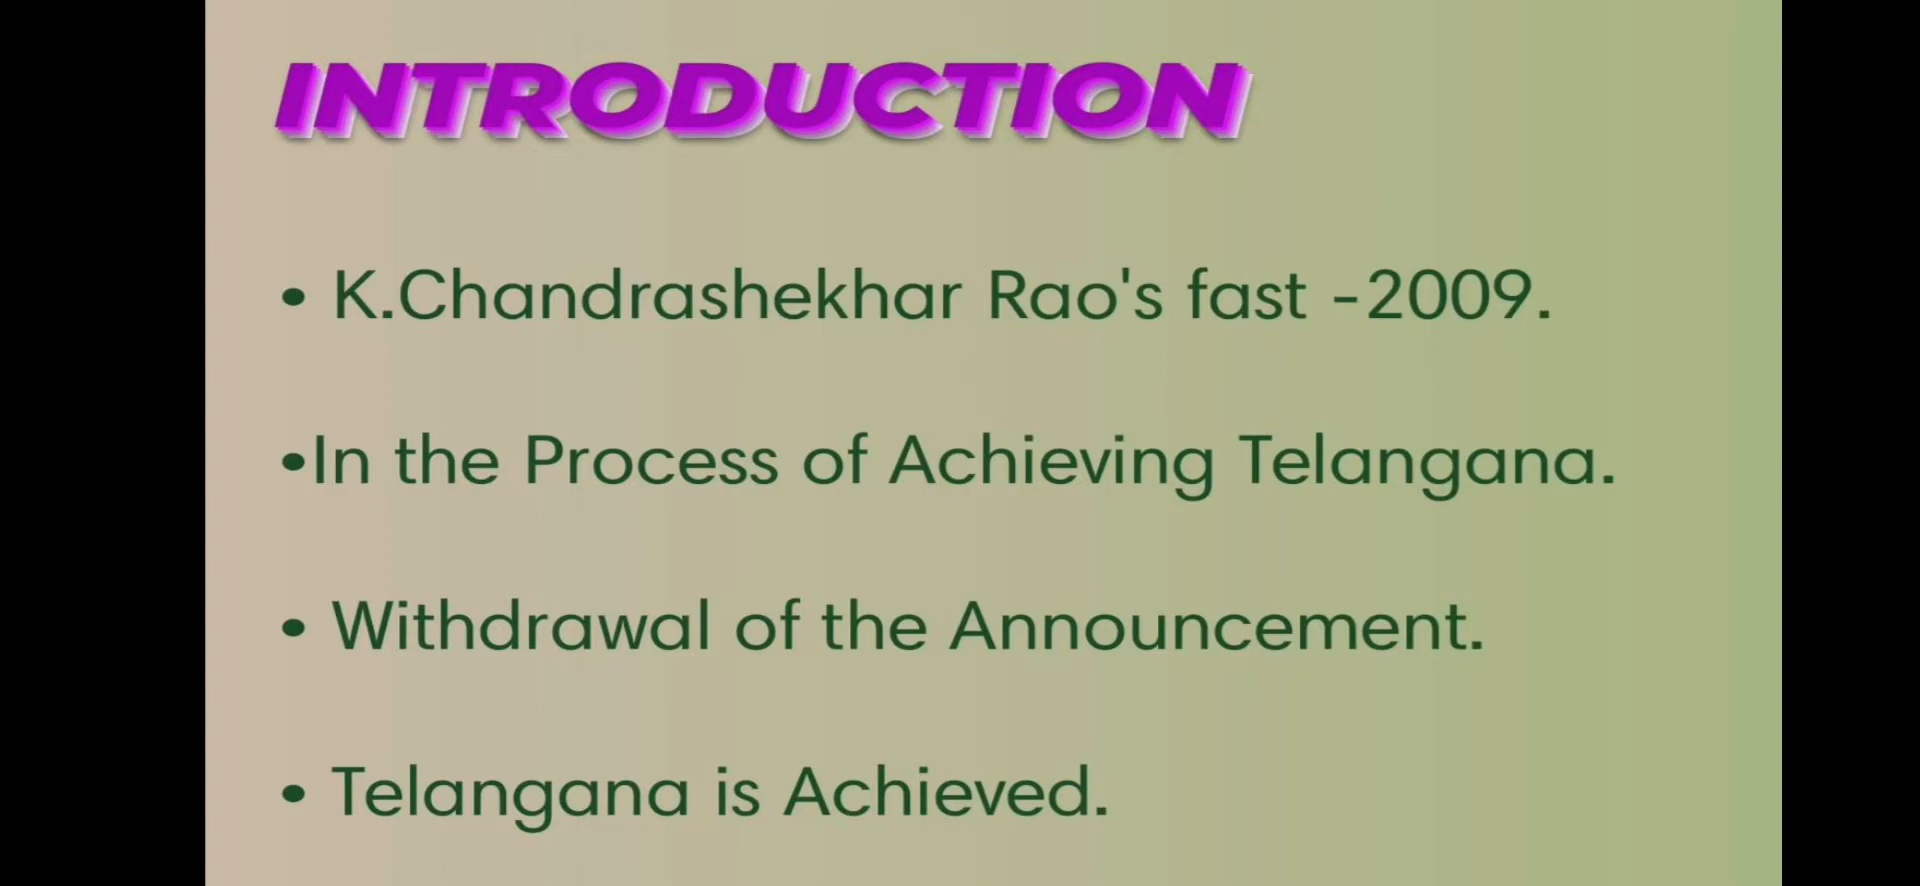 INTRODUCTION
• K.Chandrashekhar Rao's fast -2009.
•In the Process of Achieving Telangana.
• Withdrawal of the Announcement.
• Telangana is Achieved.